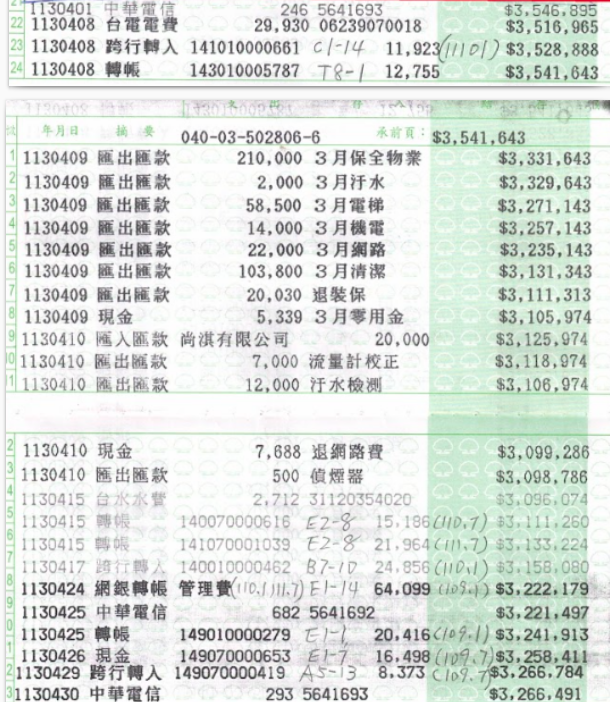 21 1130401 中華電信 246 5641693 $3,546,895
22 1130408 台電電費 29,930 06239070018 $3,516,965
23 1130408 跨行轉入 141010000661 C1-14 11,923 (11101) $3,528,888
24 1130408 轉帳 143010005787 T8-1 12,755 $3,541,643
年月日 摘要 040-03-502806-6 承前頁: $3,541,643
1 1130409 匯出匯款 210,000 3月保全物業 $3,331,643
2 1130409 匯出匯款 2,000 3月汙水 $3,329,643
3 1130409 匯出匯款 58,500 3月電梯 $3,271,143
4 1130409 匯出匯款 14,000 3月機電 $3,257,143
5 1130409 匯出匯款 22,000 3月網路 $3,235,143
6 1130409 匯出匯款 103,800 3月清潔 $3,131,343
7 1130409 匯出匯款 20,030 退裝保 $3,111,313
8 1130409 現金 5,339 3月零用金 $3,105,974
9 1130410 匯入匯款 尚淇有限公司 20,000 $3,125,974
0 1130410 匯出匯款 7,000 流量計校正 $3,118,974
1 1130410 匯出匯款 12,000 汙水檢測 $3,106,974
2 1130410 現金 7,688 退網路費 $3,099,286
3 1130410 匯出匯款 500 偵煙器 $3,098,786
4 1130415 台水水費 2,712 31120354020 $3,096,074
5 1130415 轉帳 140070000616 E2-8 15,186 (110.7) $3,111,260
6 1130415 轉帳 141070001039 E2-8 21,964 (111.7) $3,133,224
7 1130417 跨行轉入 140010000462 B7-10 24,856 (110.1) $3,158,080
8 1130424 網銀轉帳 管理費 (110.1 111.7) E1-14 64,099 (109.1) $3,222,179
9 1130425 中華電信 682 5641692 $3,221,497
0 1130425 轉帳 149010000279 E1-1 20,416 (109.1) $3,241,913
1 1130426 現金 149070000653 E1-7 16,498 (109.7) $3,258,411
2 1130429 跨行轉入 149070000419 A5-13 8,373 (109.7) $3,266,784
3 1130430 中華電信 293 5641693 $3,266,491